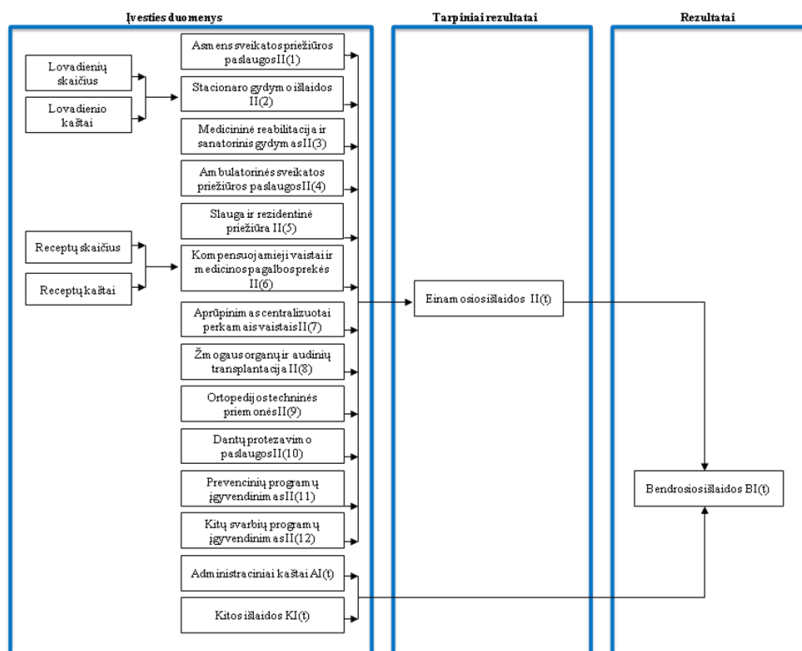 Įvesties duomenys
Tarpiniai rezultatai
Rezultatai
Lovadienių
skaičius
Lovadienio
kaštai
Receptų skaičius
Receptų kaštai
Asmens sveikatos priežiūros
paslaugos II(1)
Stacionaro gydymo išlaidos
II(2)
Medicininė reabilitacija ir
sanatorinis gydymas II(3)
Ambulatorinės sveikatos
priežiūros paslaugos II(4)
Slauga ir rezidentinė
priežiūra II(5)
Kompensuojamieji vaistai ir
medicinos pagalbos prekės
II(6)
Aprūpinimas centralizuotai
perkamais vaistais II(7)
Žmogaus organų ir audinių
transplantacija II(8)
Ortopedijos techninės
priemonės II(9)
Dantų protezavimo
paslaugos II(10)
Prevencinių programų
įgyvendinimas II(11)
Kitų svarbių programų
įgyvendinimas II(12)
Administraciniai kaštai AI(t)
Kitos išlaidos KI(t)
Einamosios išlaidos II(t)
Bendrosios išlaidos BI(t)